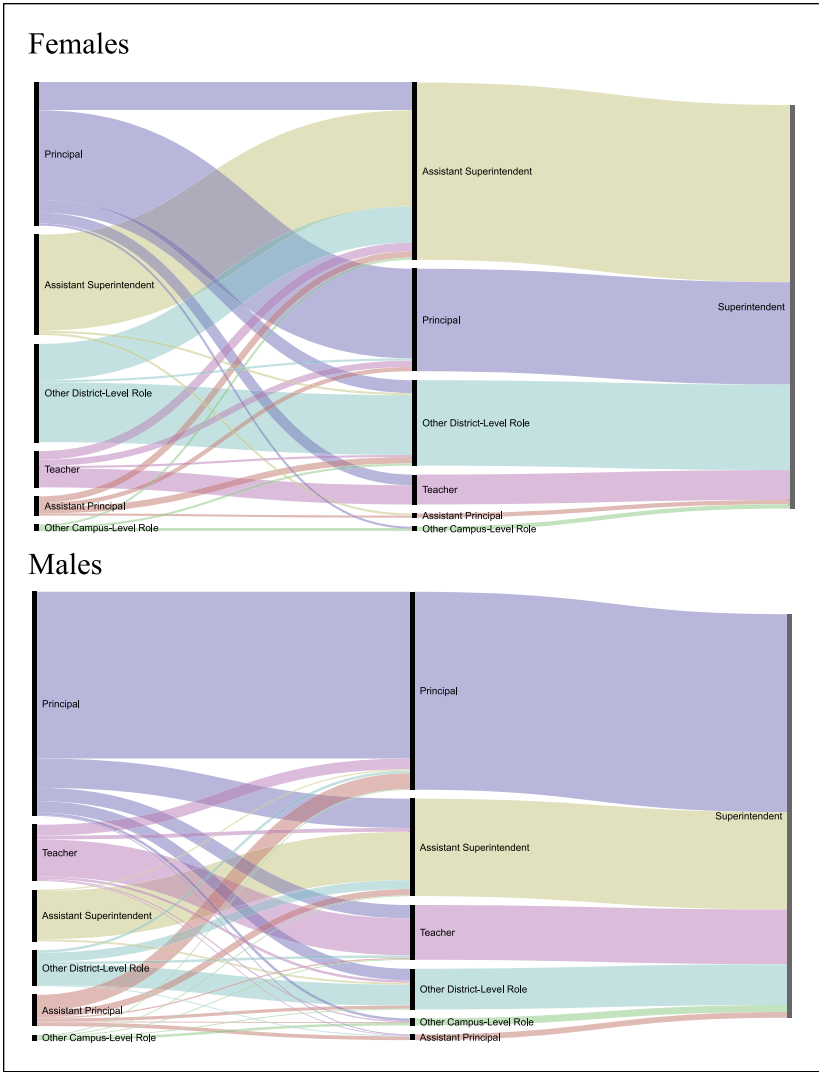 Females
Principal
Assistant Superintendent
Other District-Level Role
Teacher
Assistant Principal
Other Campus-Level Role
Assistant Superintendent
Principal
Other District-Level Role
Teacher
Assistant Principal
Other Campus-Level Role
Superintendent
Males
Principal
Teacher
Assistant Superintendent
Other District-Level Role
Assistant Principal
Other Campus-Level Role
Principal
Assistant Superintendent
Teacher
Other District-Level Role
Other Campus-Level Role
Assistant Principal
Superintendent